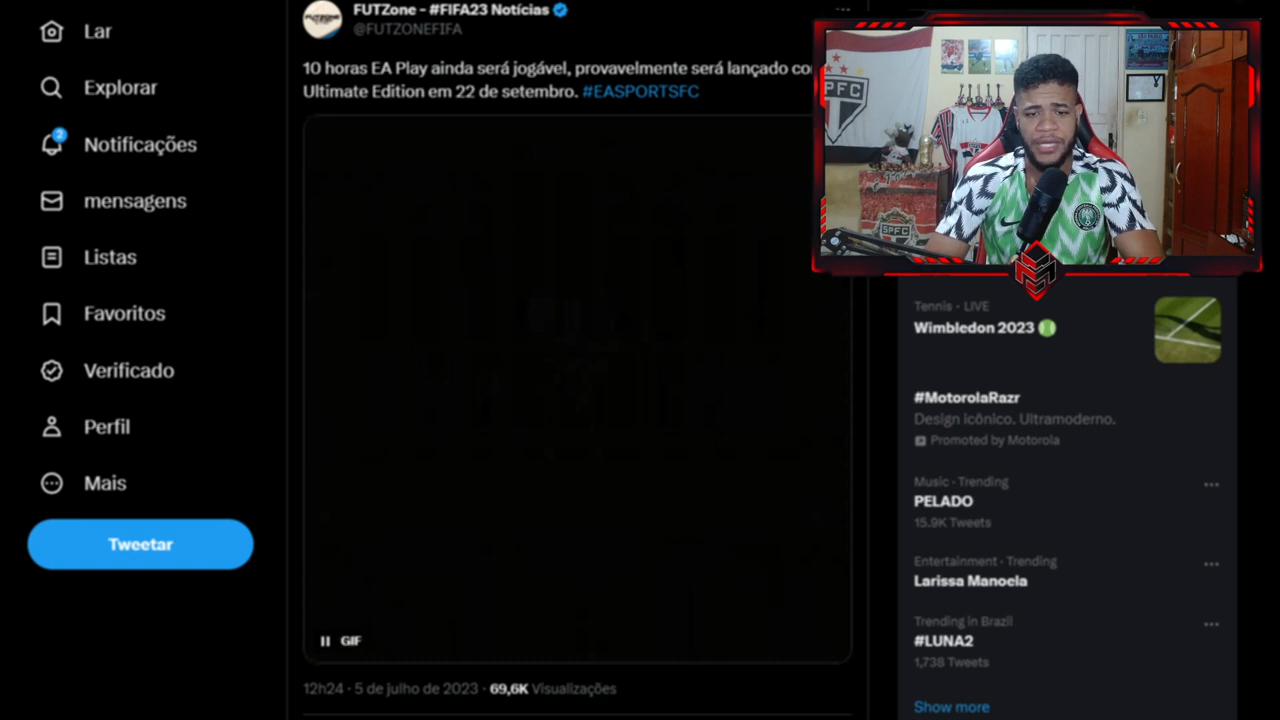 Lar
Explorar
2
Notificações
mensagens
Listas
Favoritos
Verificado
Perfil
Mais
Tweetar
FUTZone - #FIFA23 Notícias
@FUTZONEFIFA
10 horas EA Play ainda será jogável, provavelmente será lançado
Ultimate Edition em 22 de setembro. #EASPORTSFC
GIF
12h24 · 5 de julho de 2023 · 69,6K Visualizações
SPFC
Tennis · LIVE
Wimbledon 2023
#MotorolaRazr
Design icônico. Ultramoderno.
Promoted by Motorola
Music · Trending
PELADO
15.9K Tweets
Entertainment · Trending
Larissa Manoela
Trending in Brazil
#LUNA2
1,738 Tweets
Show more